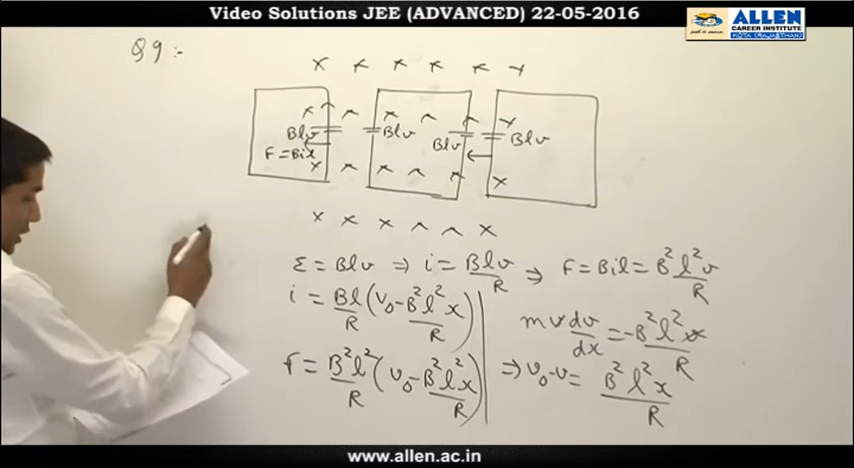 Video Solutions JEE (ADVANCED) 22-05-2016
ALLEN
CAREER INSTITUTE
KOTA (RAJASTHAN)
path to success
Q 9 :-
x x x x x x
x x x x x x
Blv Blv Blv Blv
F = Bil
x x x x x x
x x x x x x
ε = Blv ⇒ i = Blv/R ⇒ F = Bil = B²l²v/R
i = Bl/R (v₀ - B²l²x/R)
mv dv/dx = -B²l²v/R
F = B²l²/R (v₀ - B²l²x/R)
⇒ v₀ - v = B²l²x/R
www.allen.ac.in